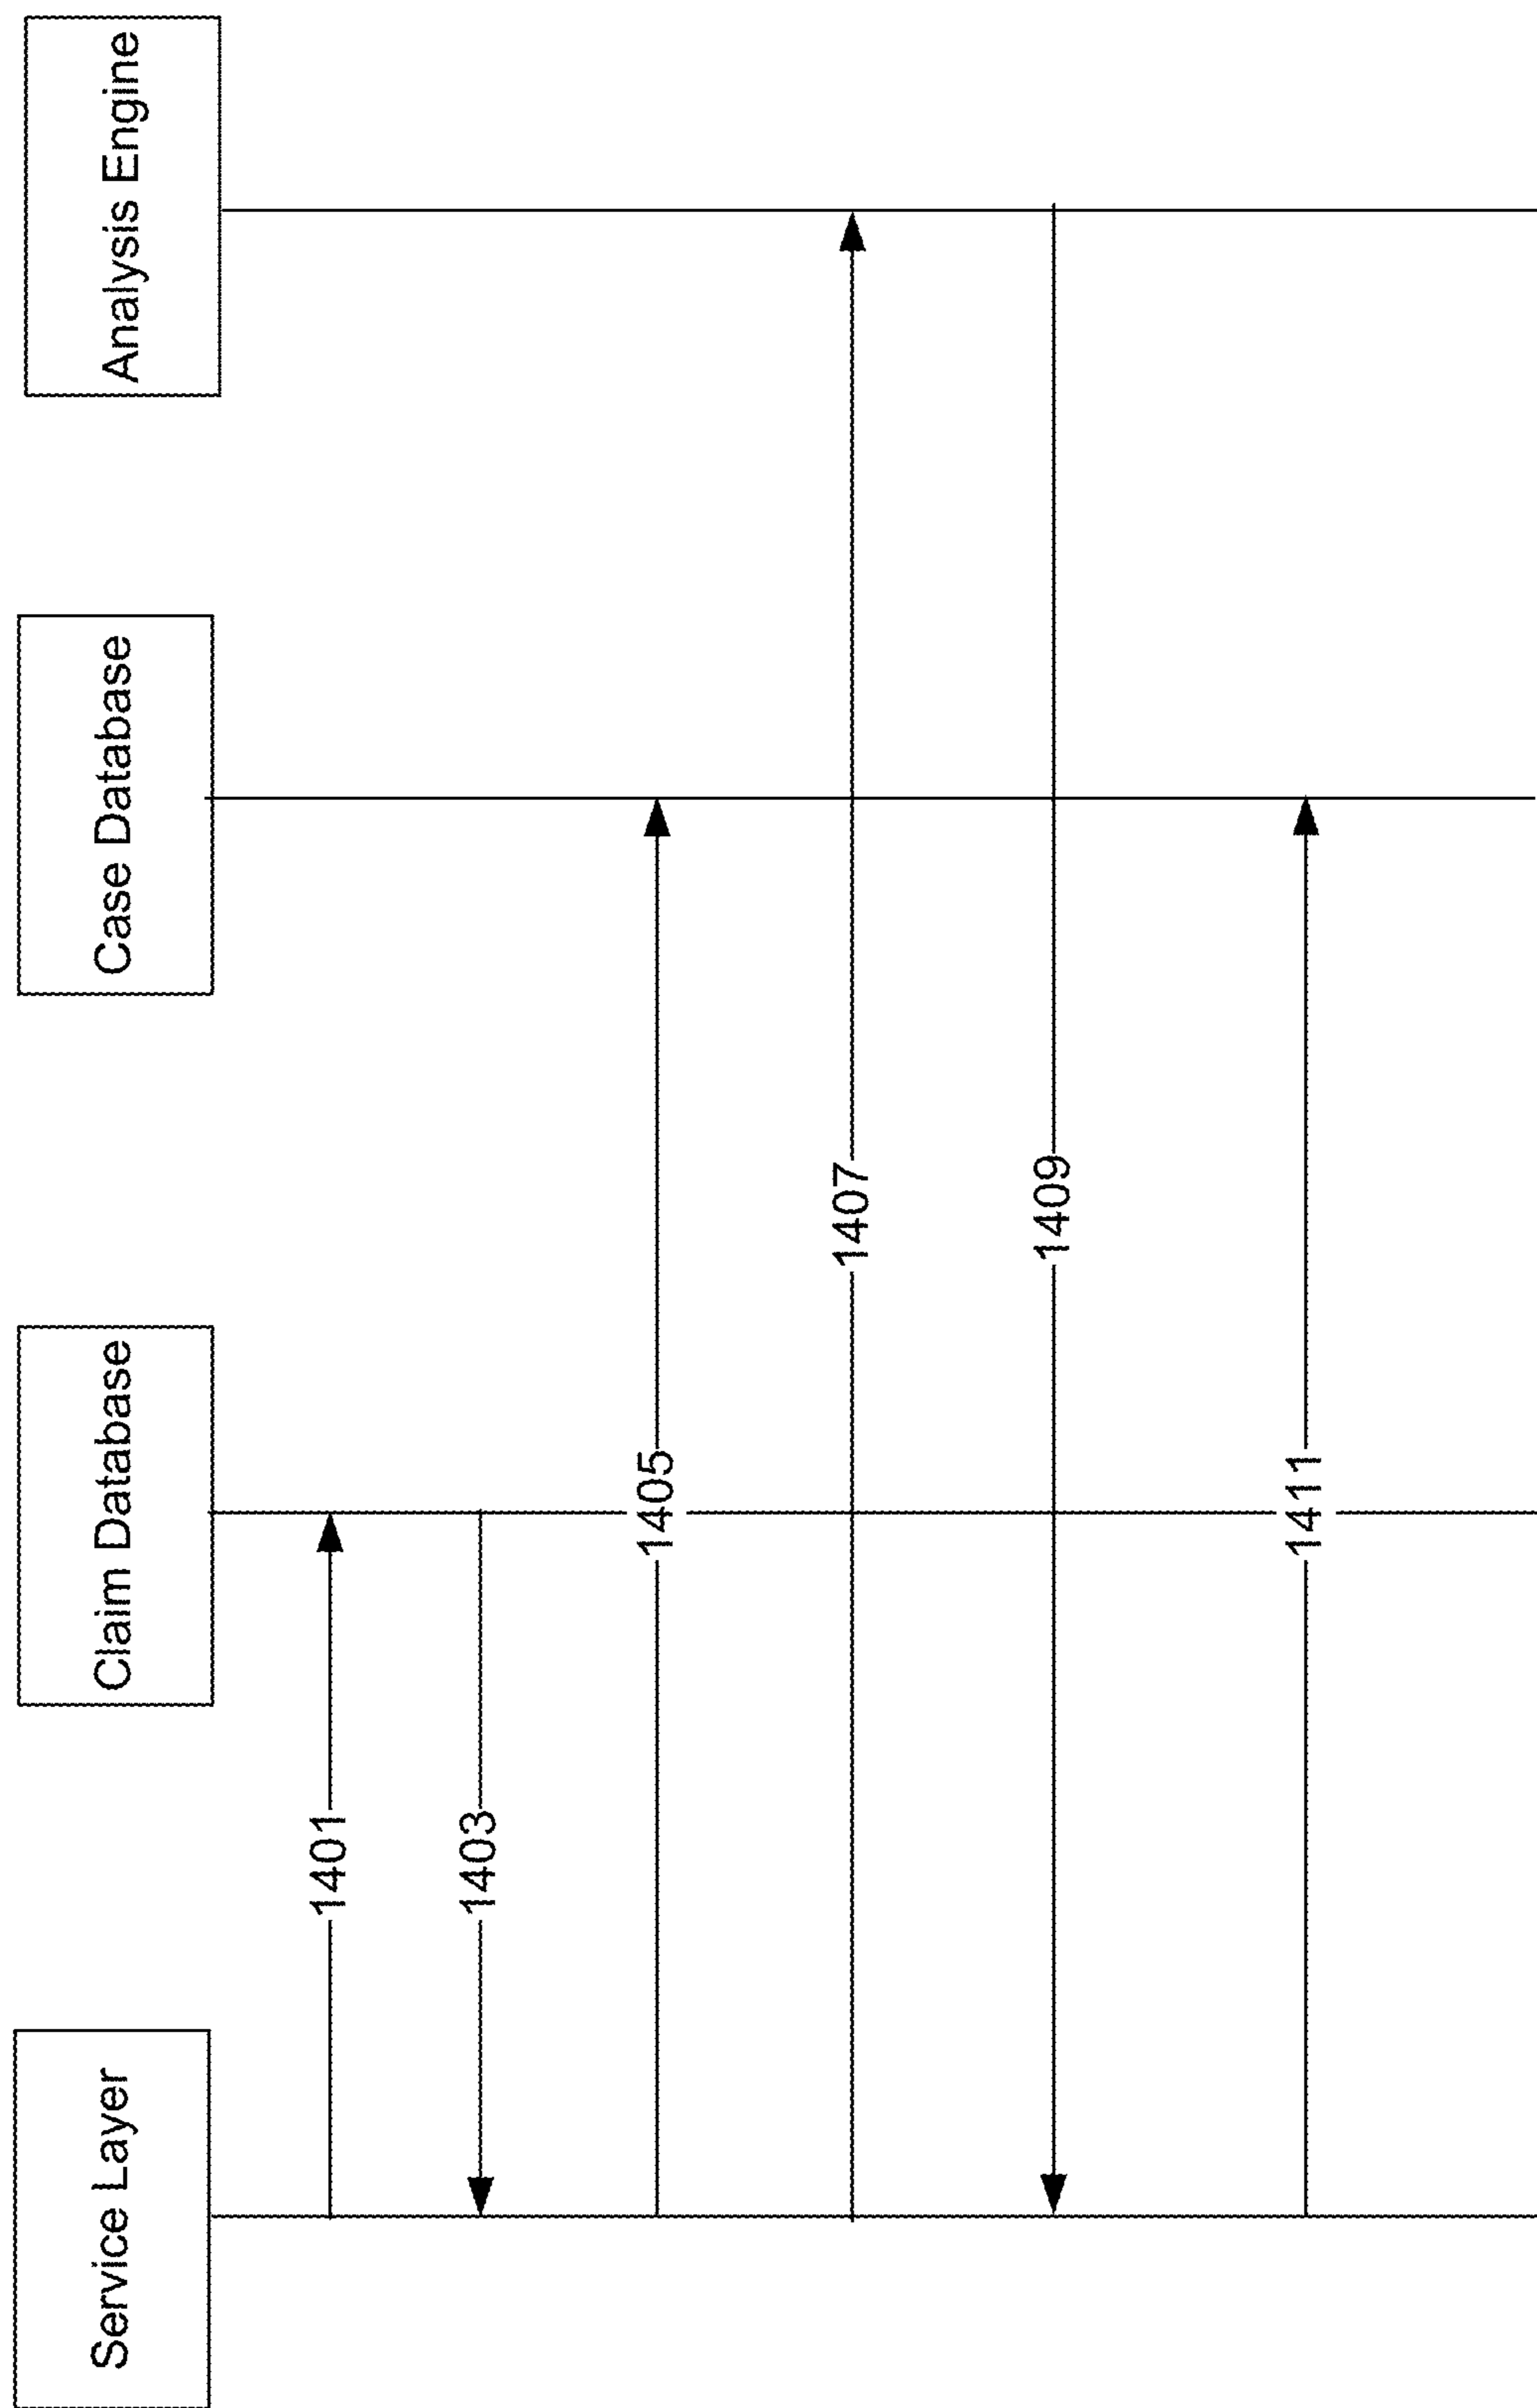 Service Layer
Claim Database
Case Database
Analysis Engine
1401
1403
1405
1407
1409
1411